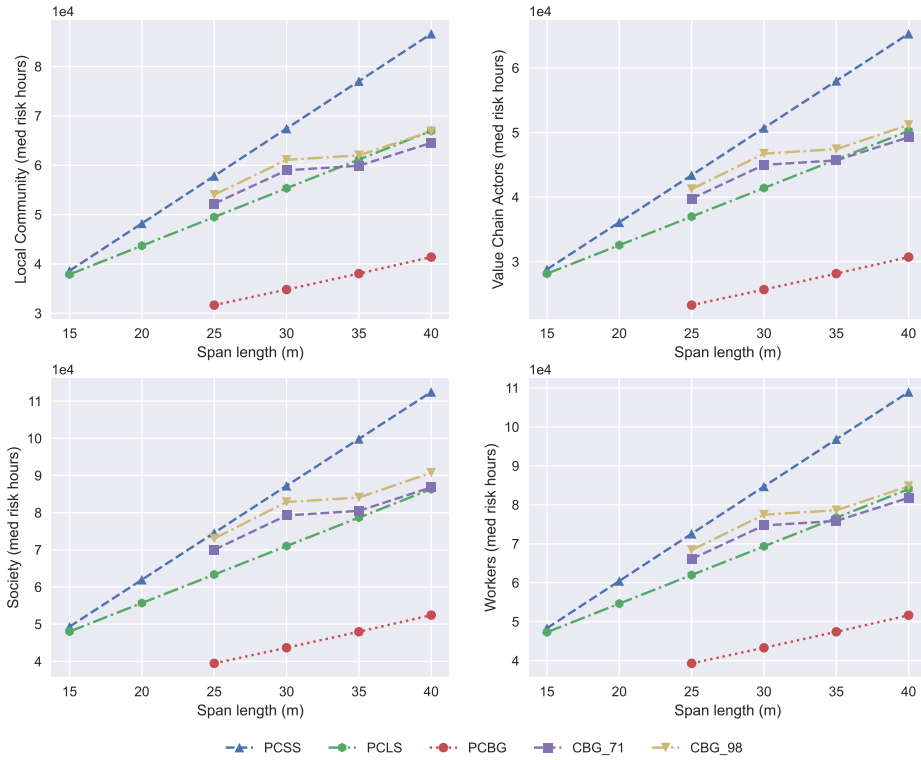 1e4
Local Community (med risk hours)
8
7
6
5
4
3
15 20 25 30 35 40
Span length (m)
1e4
Value Chain Actors (med risk hours)
6
5
4
3
15 20 25 30 35 40
Span length (m)
1e4
Society (med risk hours)
11
10
9
8
7
6
5
4
15 20 25 30 35 40
Span length (m)
1e4
Workers (med risk hours)
11
10
9
8
7
6
5
4
15 20 25 30 35 40
Span length (m)
PCSS PCLS PCBG CBG_71 CBG_98